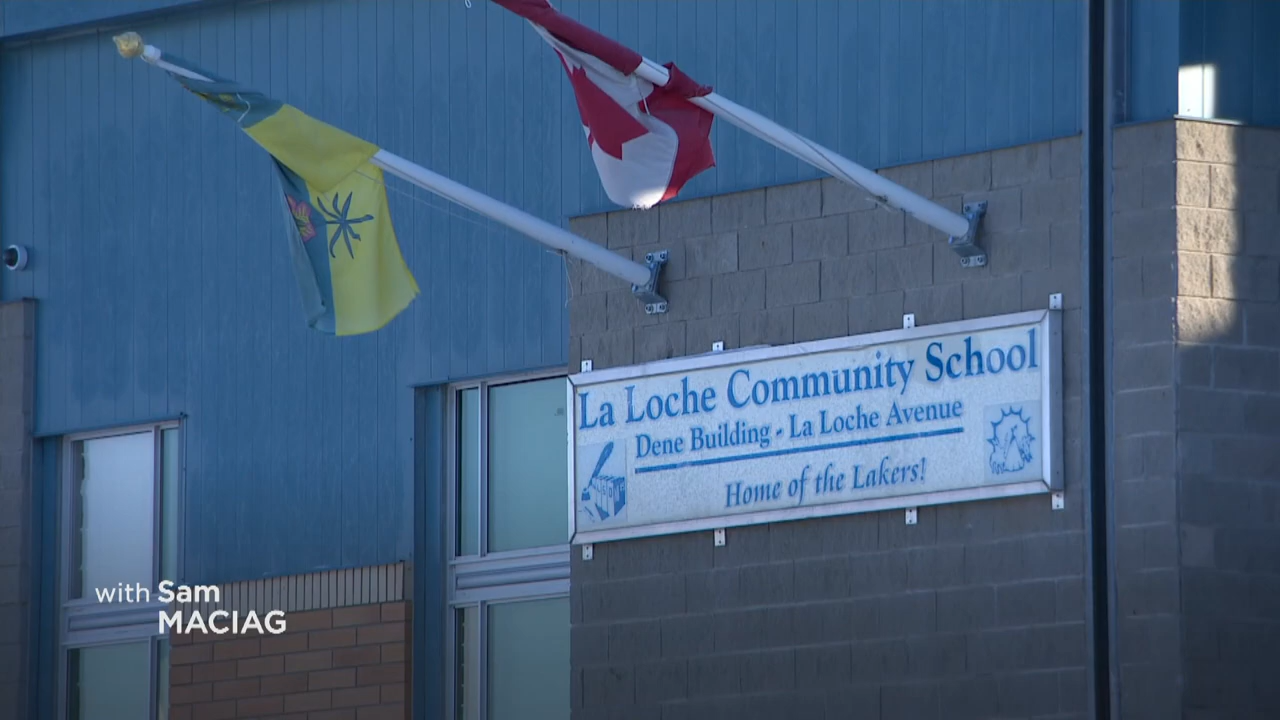 La Loche Community School
Dene Building - La Loche Avenue
Home of the Lakers!
with Sam
MACIAG